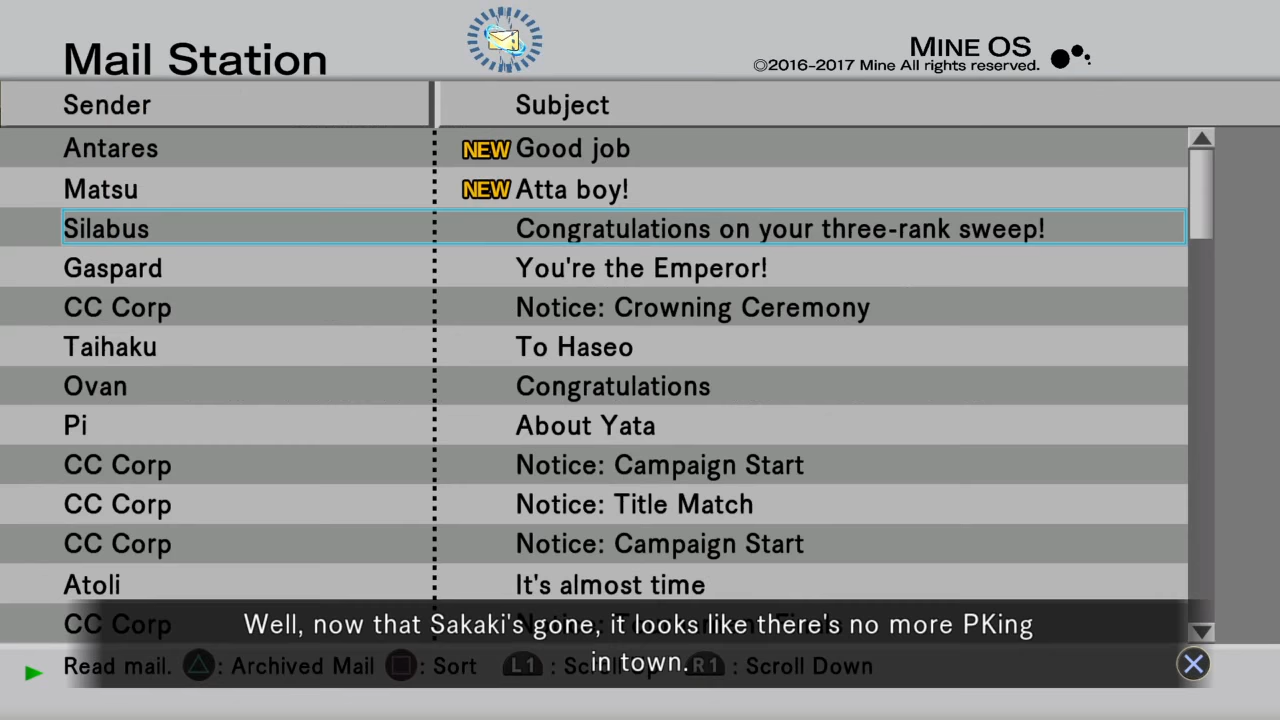 Mail Station
MINE OS
©2016-2017 Mine All rights reserved.
Sender Subject
Antares NEW Good job
Matsu NEW Atta boy!
Silabus Congratulations on your three-rank sweep!
Gaspard You're the Emperor!
CC Corp Notice: Crowning Ceremony
Taihaku To Haseo
Ovan Congratulations
Pi About Yata
CC Corp Notice: Campaign Start
CC Corp Notice: Title Match
CC Corp Notice: Campaign Start
Atoli It's almost time
CC Corp
Well, now that Sakaki's gone, it looks like there's no more PKing
in town.
Read mail. : Archived Mail : Sort L1 : Scroll Up R1 : Scroll Down